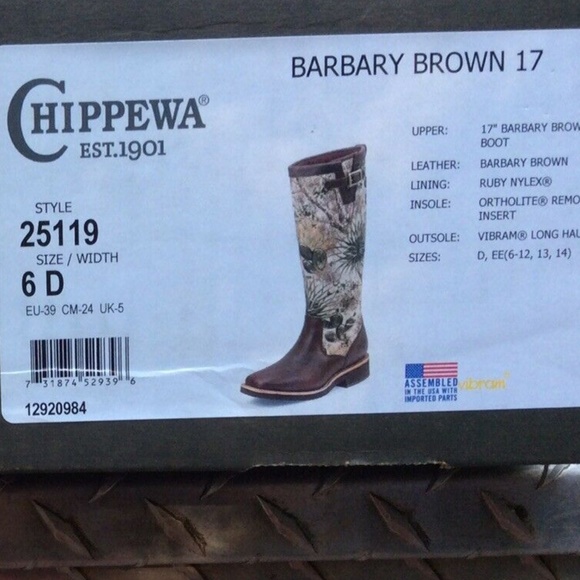 BARBARY BROWN 17
CHIPPEWA®
EST.1901
STYLE
25119
SIZE / WIDTH
6 D
EU-39 CM-24 UK-5
7 31874 52939 6
12920984
UPPER: 17" BARBARY BROW
BOOT
LEATHER: BARBARY BROWN
LINING: RUBY NYLEX®
INSOLE: ORTHOLITE® REMO
INSERT
OUTSOLE: VIBRAM® LONG HAU
SIZES: D, EE(6-12, 13, 14)
ASSEMBLED
IN THE USA WITH
IMPORTED PARTS
vibram